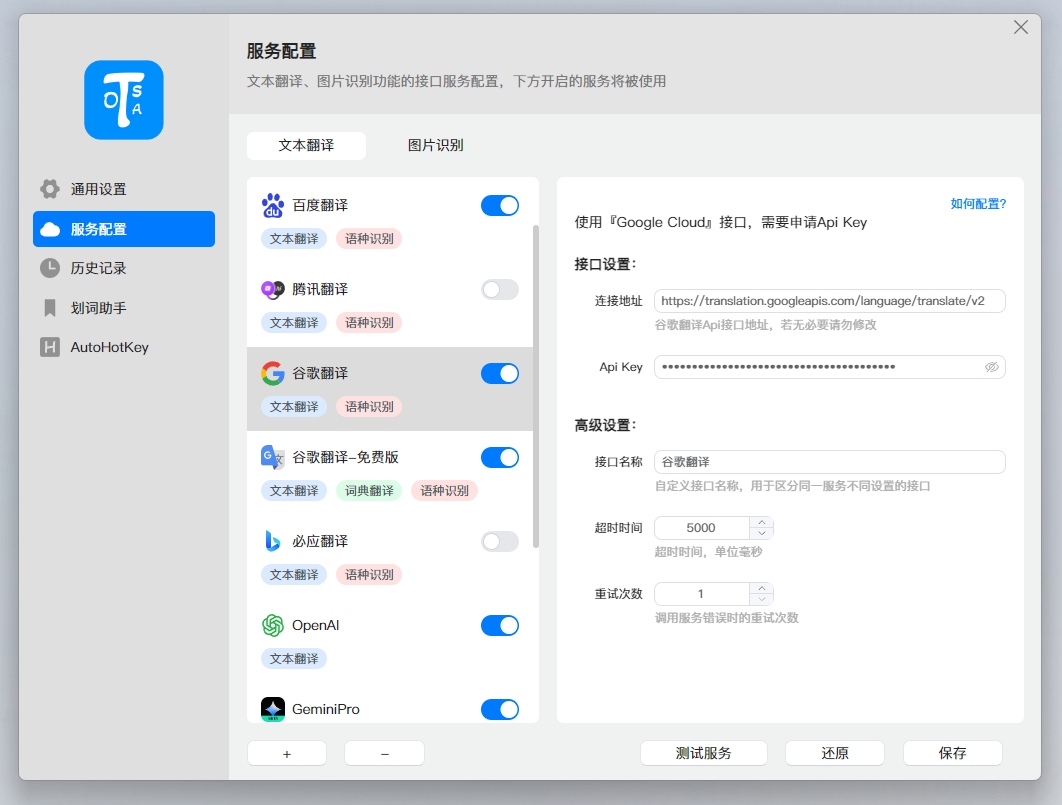 服务配置
文本翻译、图片识别功能的接口服务配置，下方开启的服务将被使用
T
O
S
A
通用设置
服务配置
历史记录
划词助手
H
AutoHotKey
文本翻译
图片识别
du
百度翻译
文本翻译
语种识别
腾讯翻译
文本翻译
语种识别
G
谷歌翻译
文本翻译
语种识别
G
文
谷歌翻译-免费版
文本翻译
词典翻译
语种识别
必应翻译
文本翻译
语种识别
OpenAI
文本翻译
GeminiPro
如何配置?
使用『Google Cloud』接口，需要申请Api Key
接口设置：
连接地址
https://translation.googleapis.com/language/translate/v2
谷歌翻译Api接口地址，若无必要请勿修改
Api Key
高级设置：
接口名称
谷歌翻译
自定义接口名称，用于区分同一服务不同设置的接口
超时时间
5000
超时时间，单位毫秒
重试次数
1
调用服务错误时的重试次数
+
-
测试服务
还原
保存